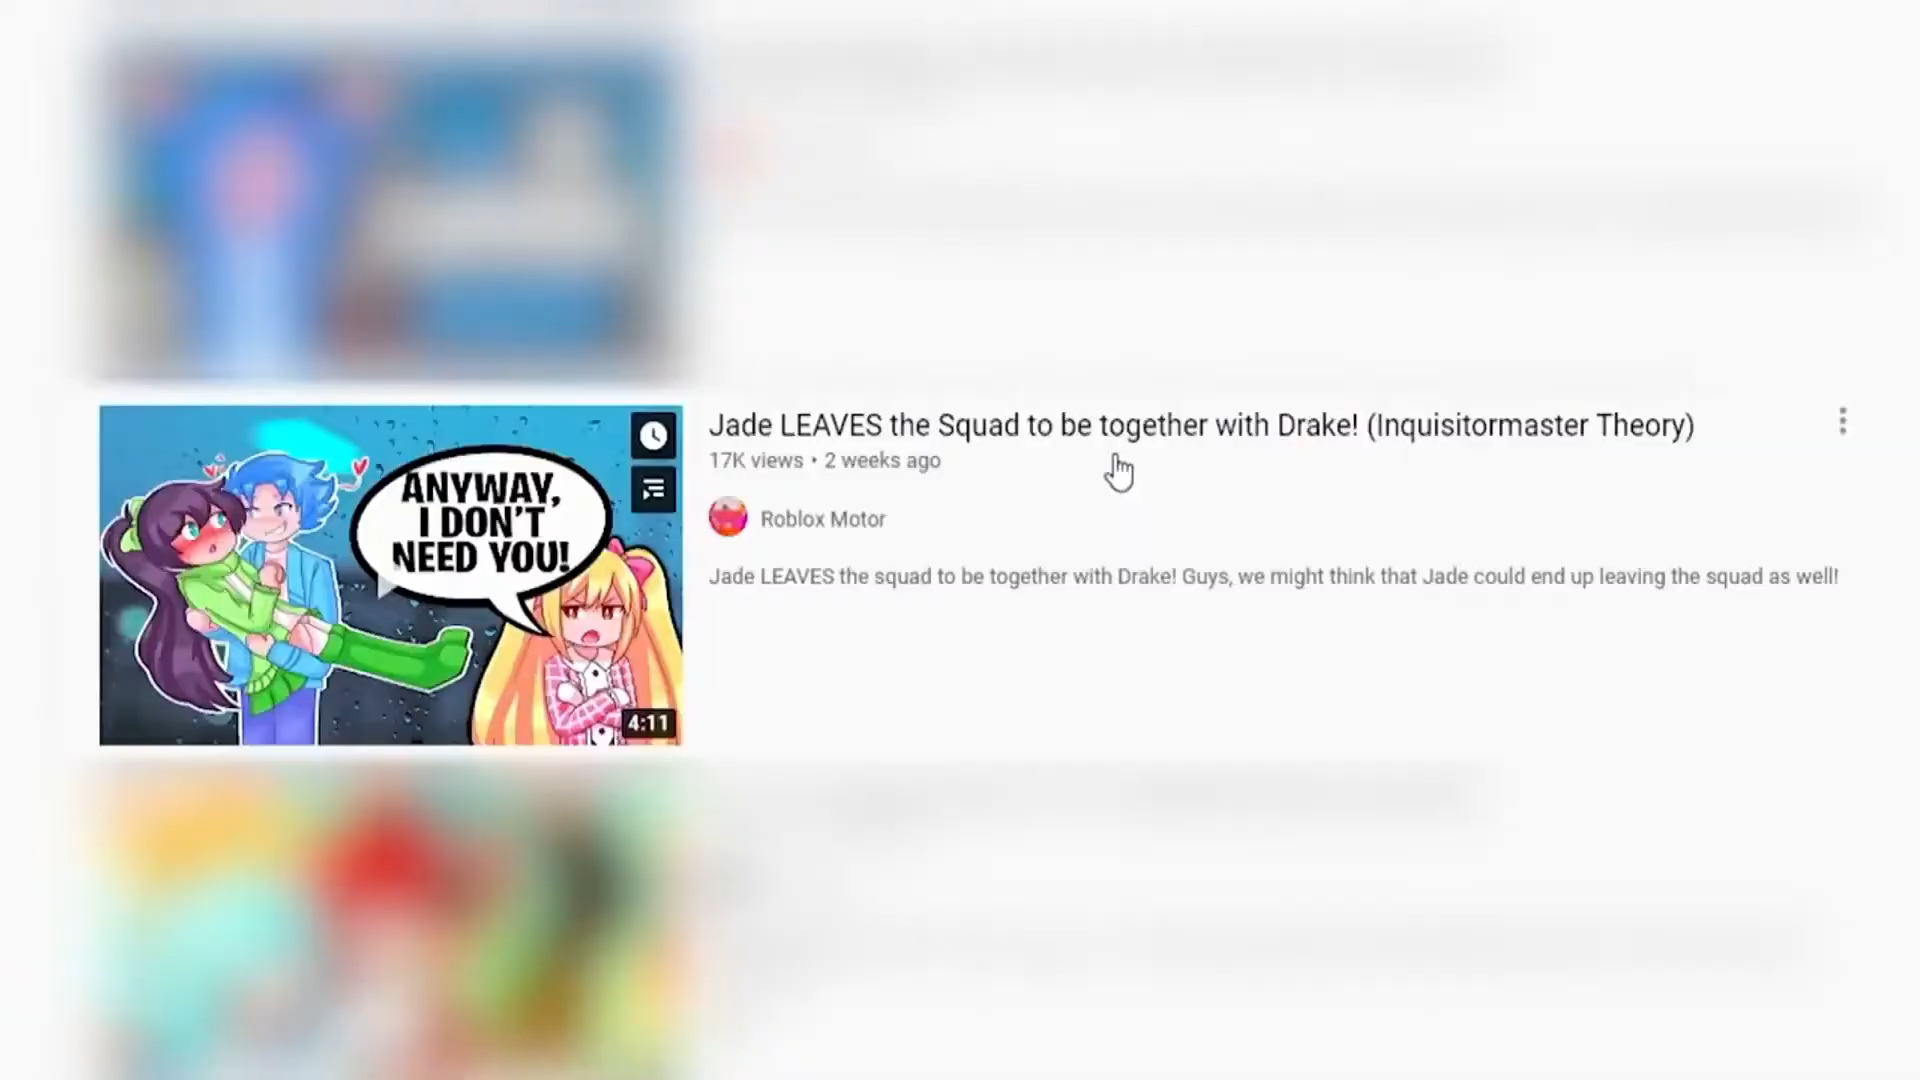 ANYWAY,
I DON'T
NEED YOU!
4:11
Jade LEAVES the Squad to be together with Drake! (Inquisitormaster Theory)
17K views • 2 weeks ago
Roblox Motor
Jade LEAVES the squad to be together with Drake! Guys, we might think that Jade could end up leaving the squad as well!